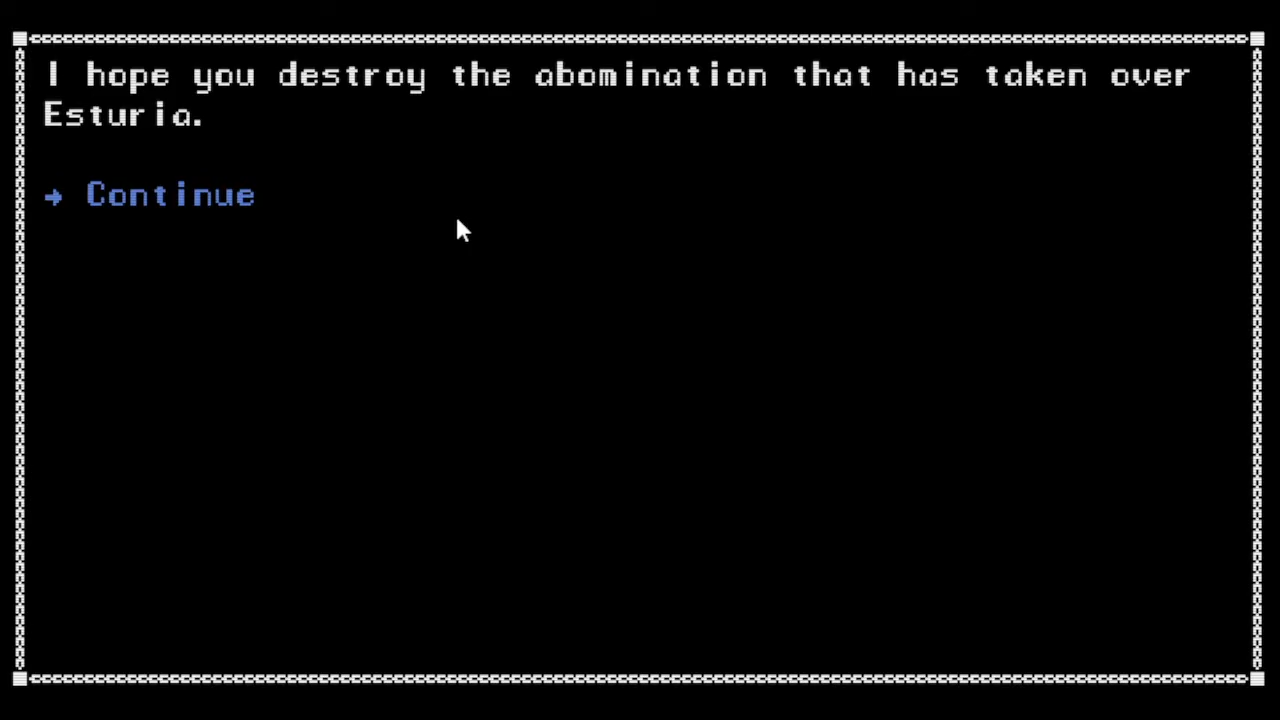 I hope you destroy the abomination that has taken over
Esturia.
→ Continue